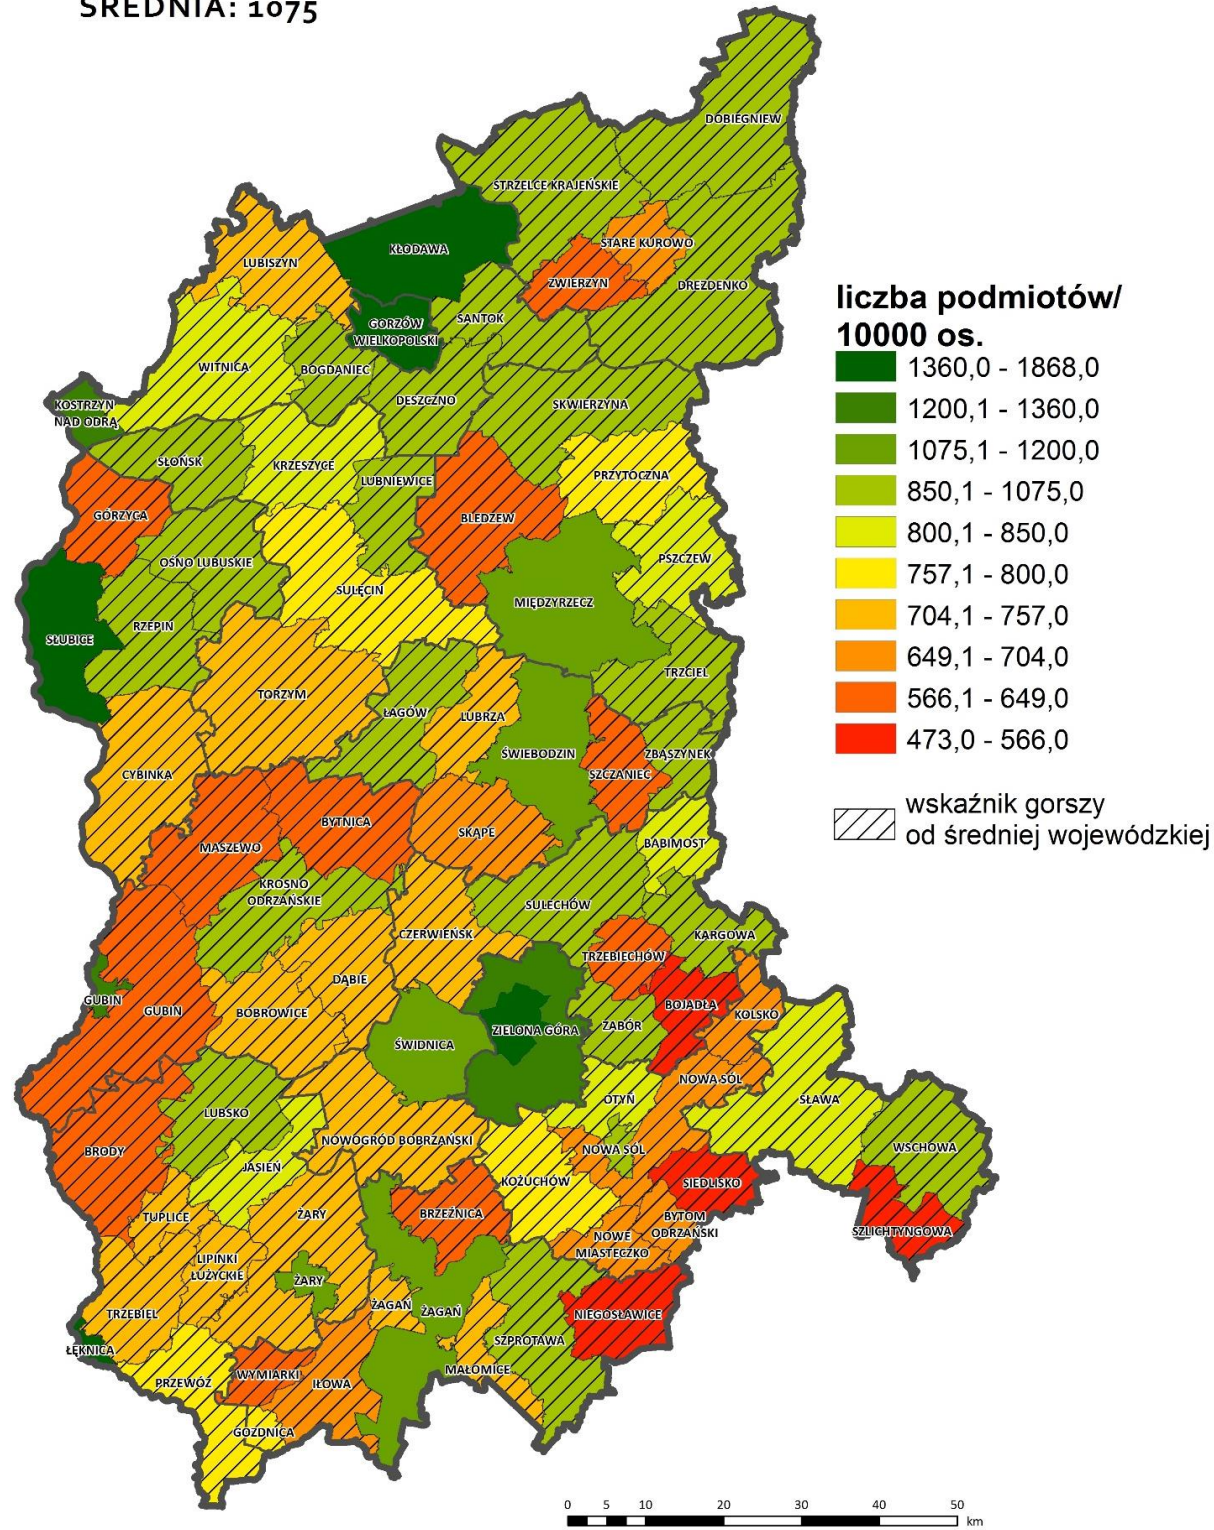 ŚREDNIA: 1075
DOBIEGNIEW
STRZELCE KRAJEŃSKIE
STARE KUROWO
KŁODAWA
LUBISZYN
ZWIERZYN
DREZDENKO
SANTOK
GORZÓW
WIELKOPOLSKI
WITNICA
BOGDANIEC
DESZCZNO
SKWIERZYNA
KOSTRZYN
NAD ODRĄ
SŁOŃSK
KRZESZYCE
LUBNIEWICE
PRZYTOCZNA
GÓRZYCA
BLEDZEW
OŚNO LUBUSKIE
PSZCZEW
SULĘCIN
MIĘDZYRZECZ
RZEPIN
SŁUBICE
TRZCIEL
TORZYM
ŁAGÓW
LUBRZA
ŚWIEBODZIN
ZBĄSZYNEK
CYBINKA
SZCZANIEC
BYTNICA
SKĄPE
MASZEWO
BABIMOST
KROSNO
ODRZAŃSKIE
SULECHÓW
CZERWIEŃSK
KARGOWA
TRZEBIECHÓW
DĄBIE
GUBIN
GUBIN
BOBROWICE
BOJADŁA
KOLSKO
ZIELONA GÓRA
ZABÓR
ŚWIDNICA
NOWA SÓL
OTYŃ
SŁAWA
LUBSKO
NOWOGRÓD BOBRZAŃSKI
NOWA SÓL
WSCHOWA
BRODY
JASIEŃ
KOŻUCHÓW
SIEDLISKO
TUPLICE
ŻARY
BRZEŹNICA
BYTOM
ODRZAŃSKI
SZLICHTYNGOWA
NOWE
MIASTECZKO
LIPINKI
ŁUŻYCKIE
ŻARY
ŻAGAŃ
ŻAGAŃ
TRZEBIEL
NIEGOSŁAWICE
SZPROTAWA
ŁĘKNICA
MAŁOMICE
PRZEWÓZ
WYMIARKI
IŁOWA
GOZDNICA
liczba podmiotów/
10000 os.
1360,0 - 1868,0
1200,1 - 1360,0
1075,1 - 1200,0
850,1 - 1075,0
800,1 - 850,0
757,1 - 800,0
704,1 - 757,0
649,1 - 704,0
566,1 - 649,0
473,0 - 566,0
wskaźnik gorszy
od średniej wojewódzkiej
0 5 10 20 30 40 50
km